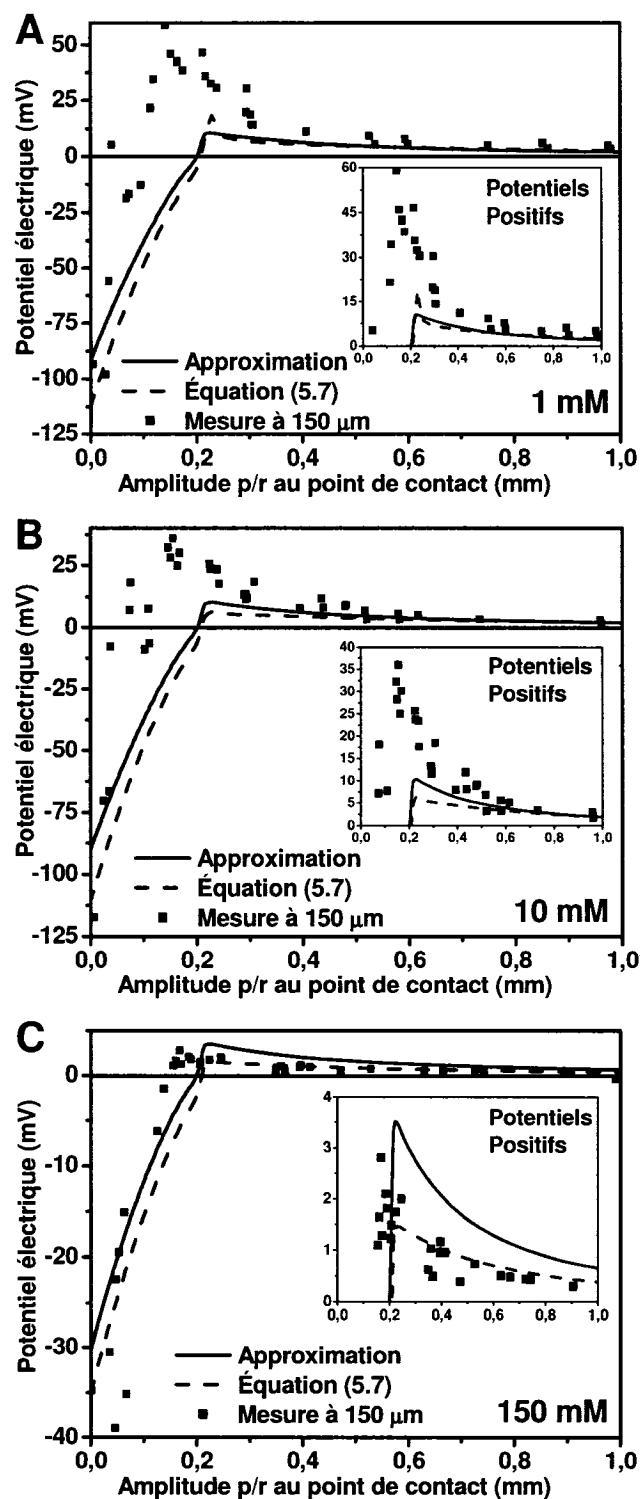 A
Potentiel électrique (mV)
50
25
0
-25
-50
-75
-100
-125
0,0
0,2
0,4
0,6
0,8
1,0
Amplitude p/r au point de contact (mm)
Approximation
Équation (5.7)
Mesure à 150 µm
1 mM
Potentiels
Positifs
60
45
30
15
0
0,0
0,2
0,4
0,6
0,8
1,0
B
Potentiel électrique (mV)
25
0
-25
-50
-75
-100
-125
0,0
0,2
0,4
0,6
0,8
1,0
Amplitude p/r au point de contact (mm)
Approximation
Équation (5.7)
Mesure à 150 µm
10 mM
Potentiels
Positifs
40
35
30
25
20
15
10
5
0
0,0
0,2
0,4
0,6
0,8
1,0
C
Potentiel électrique (mV)
0
-10
-20
-30
-40
0,0
0,2
0,4
0,6
0,8
1,0
Amplitude p/r au point de contact (mm)
Approximation
Équation (5.7)
Mesure à 150 µm
150 mM
Potentiels
Positifs
4
3
2
1
0
0,0
0,2
0,4
0,6
0,8
1,0